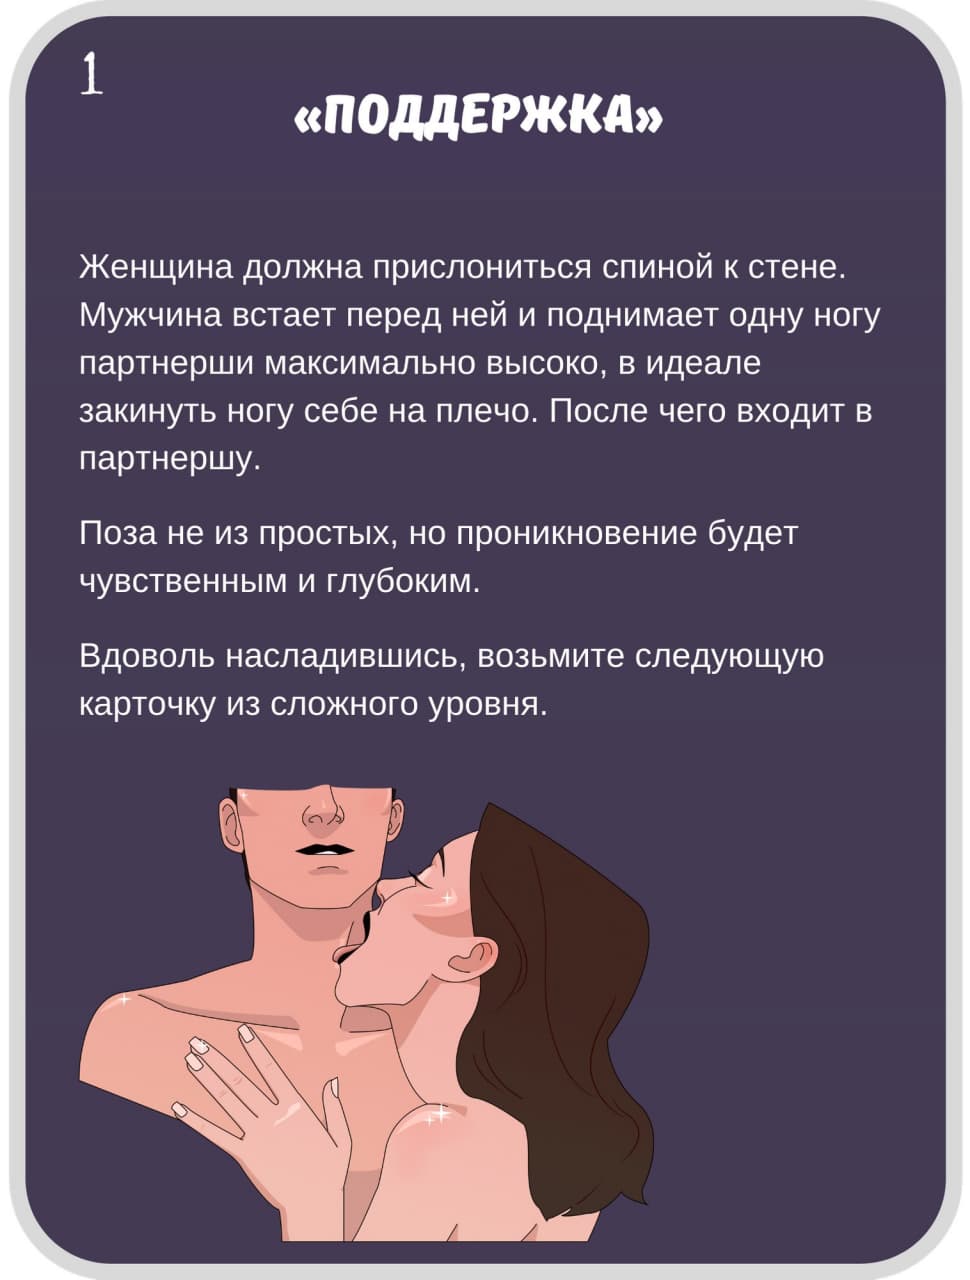 1
«ПОДДЕРЖКА»
Женщина должна прислониться спиной к стене.
Мужчина встает перед ней и поднимает одну ногу
партнерши максимально высоко, в идеале
закинуть ногу себе на плечо. После чего входит в
партнершу.
Поза не из простых, но проникновение будет
чувственным и глубоким.
Вдоволь насладившись, возьмите следующую
карточку из сложного уровня.